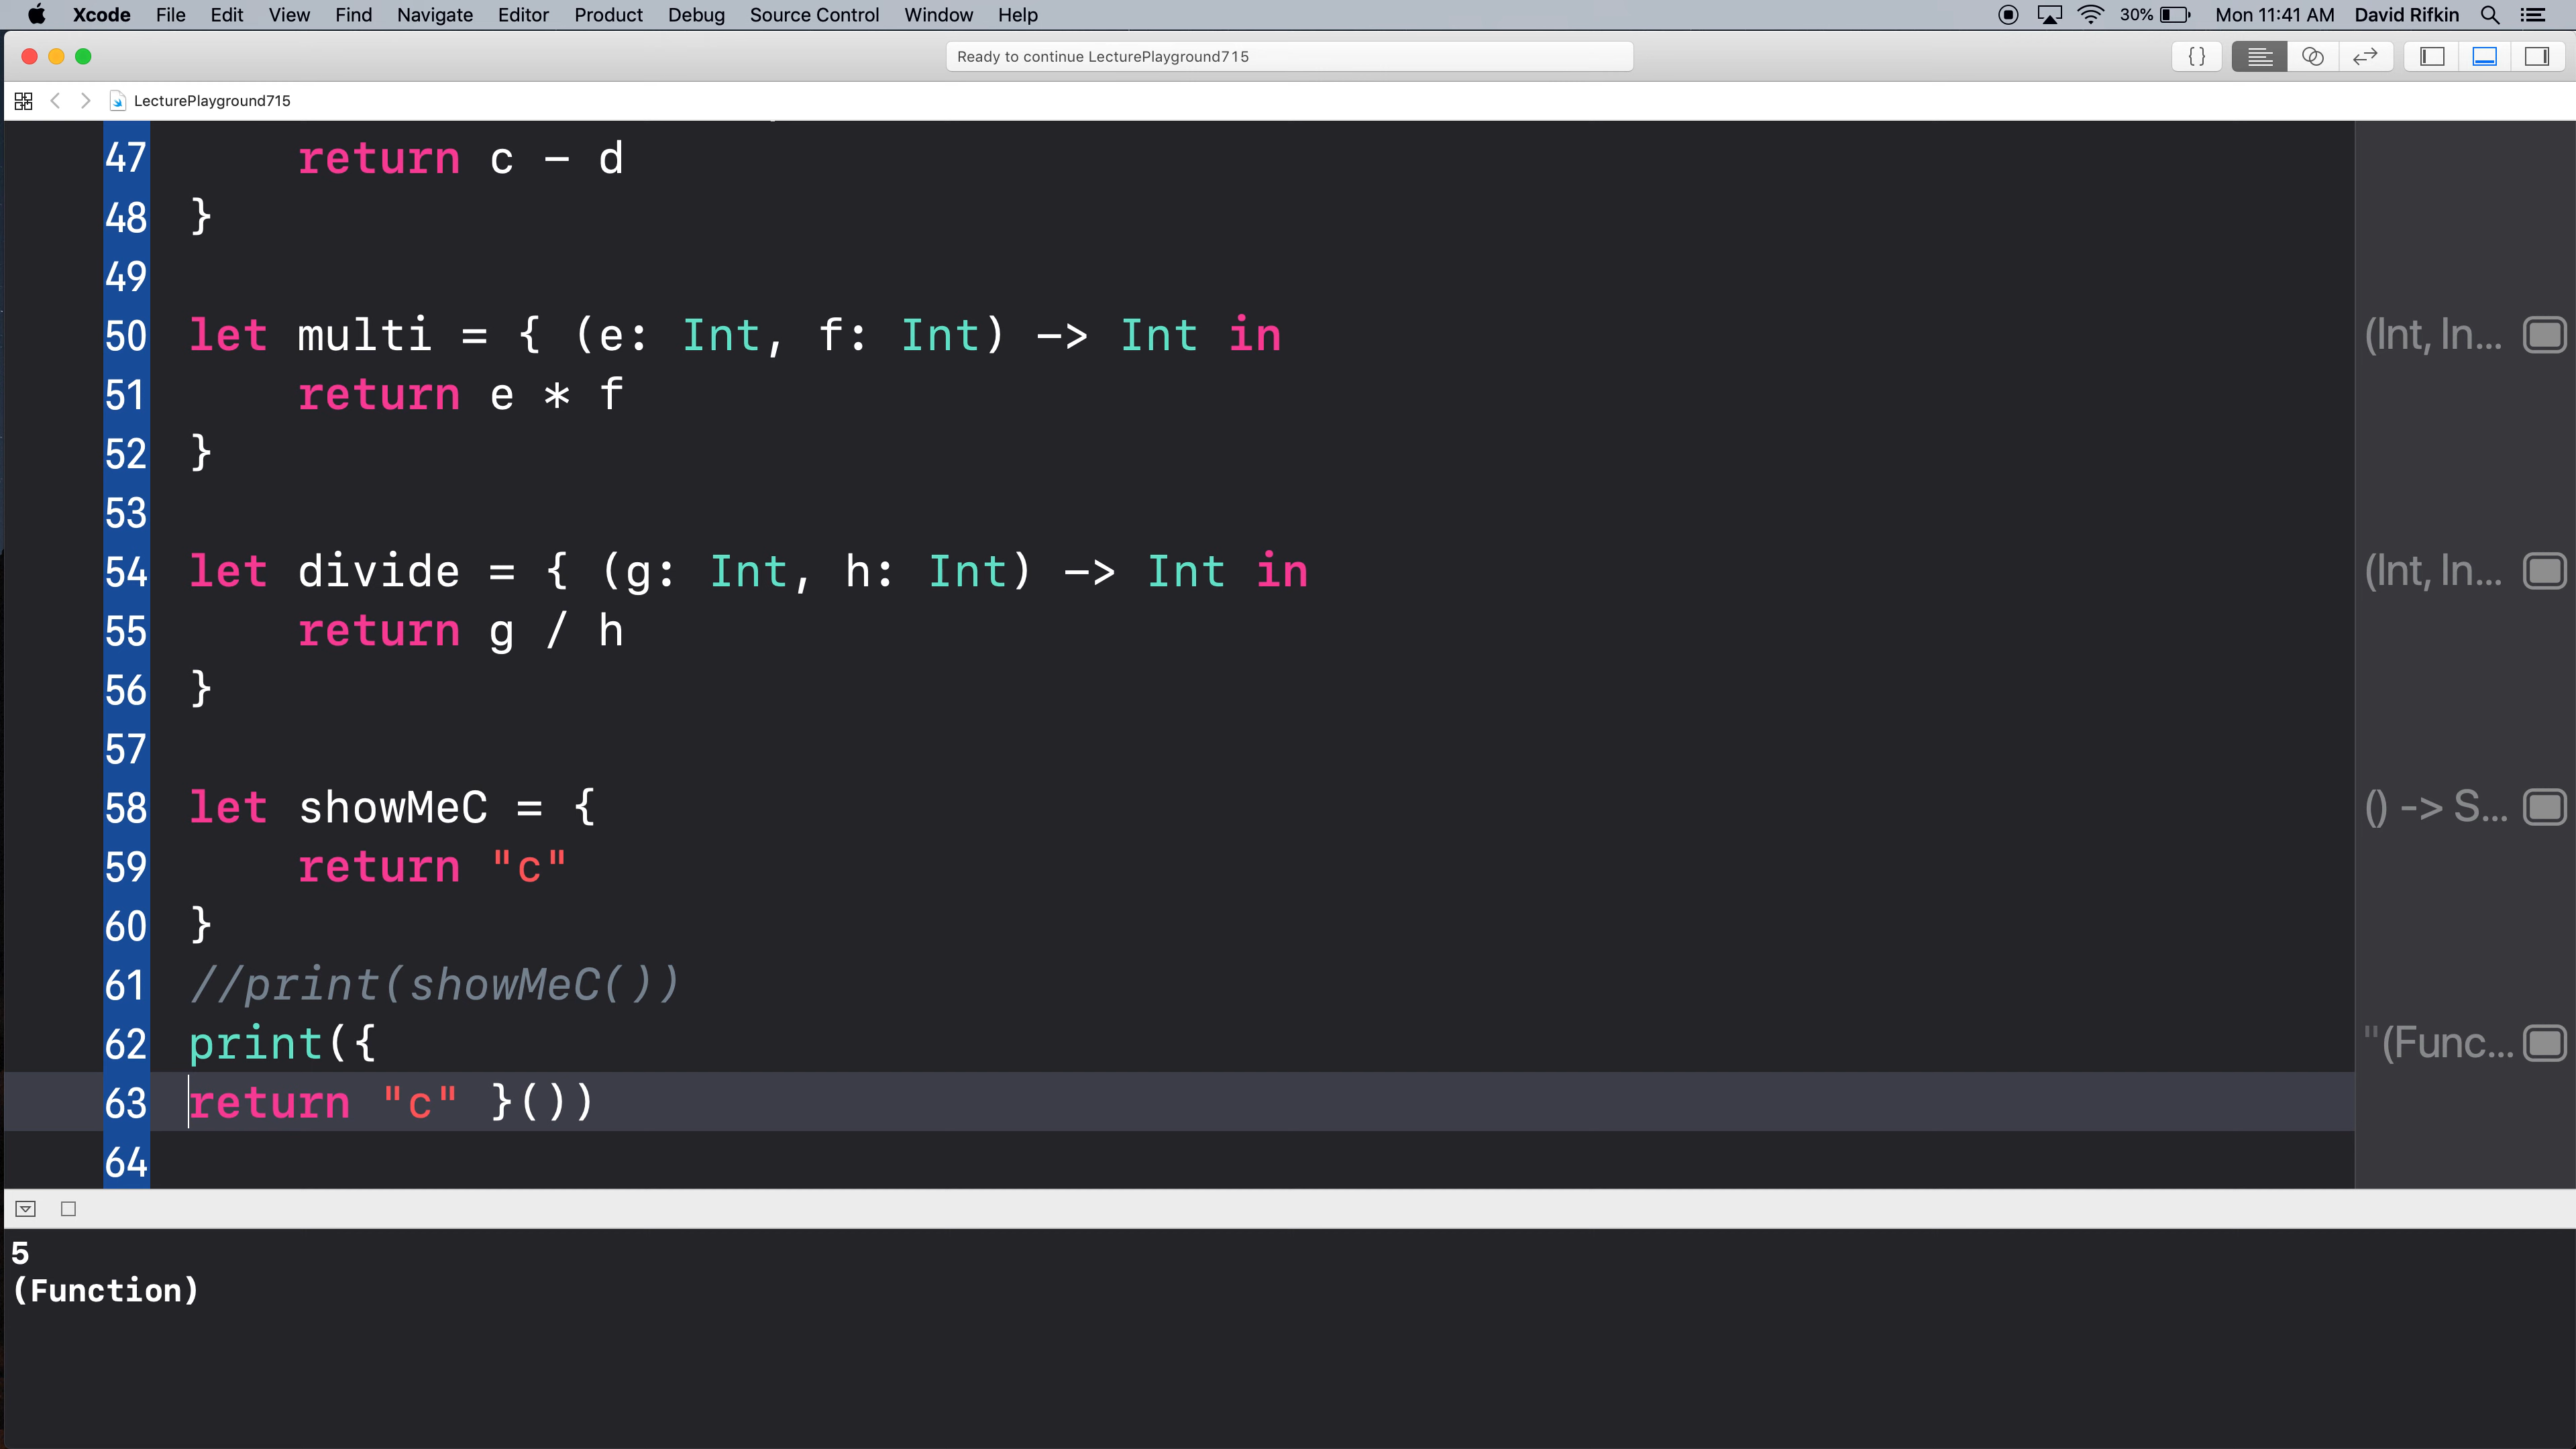 Xcode File Edit View Find Navigate Editor Product Debug Source Control Window Help 30% Mon 11:41 AM David Rifkin
Ready to continue LecturePlayground715 {}
LecturePlayground715
47 return c - d
48 }
49
50 let multi = { (e: Int, f: Int) -> Int in (Int, In...
51 return e * f
52 }
53
54 let divide = { (g: Int, h: Int) -> Int in (Int, In...
55 return g / h
56 }
57
58 let showMeC = { () -> S...
59 return "c"
60 }
61 //print(showMeC())
62 print({ "(Func...
63 return "c" }())
64
5
(Function)